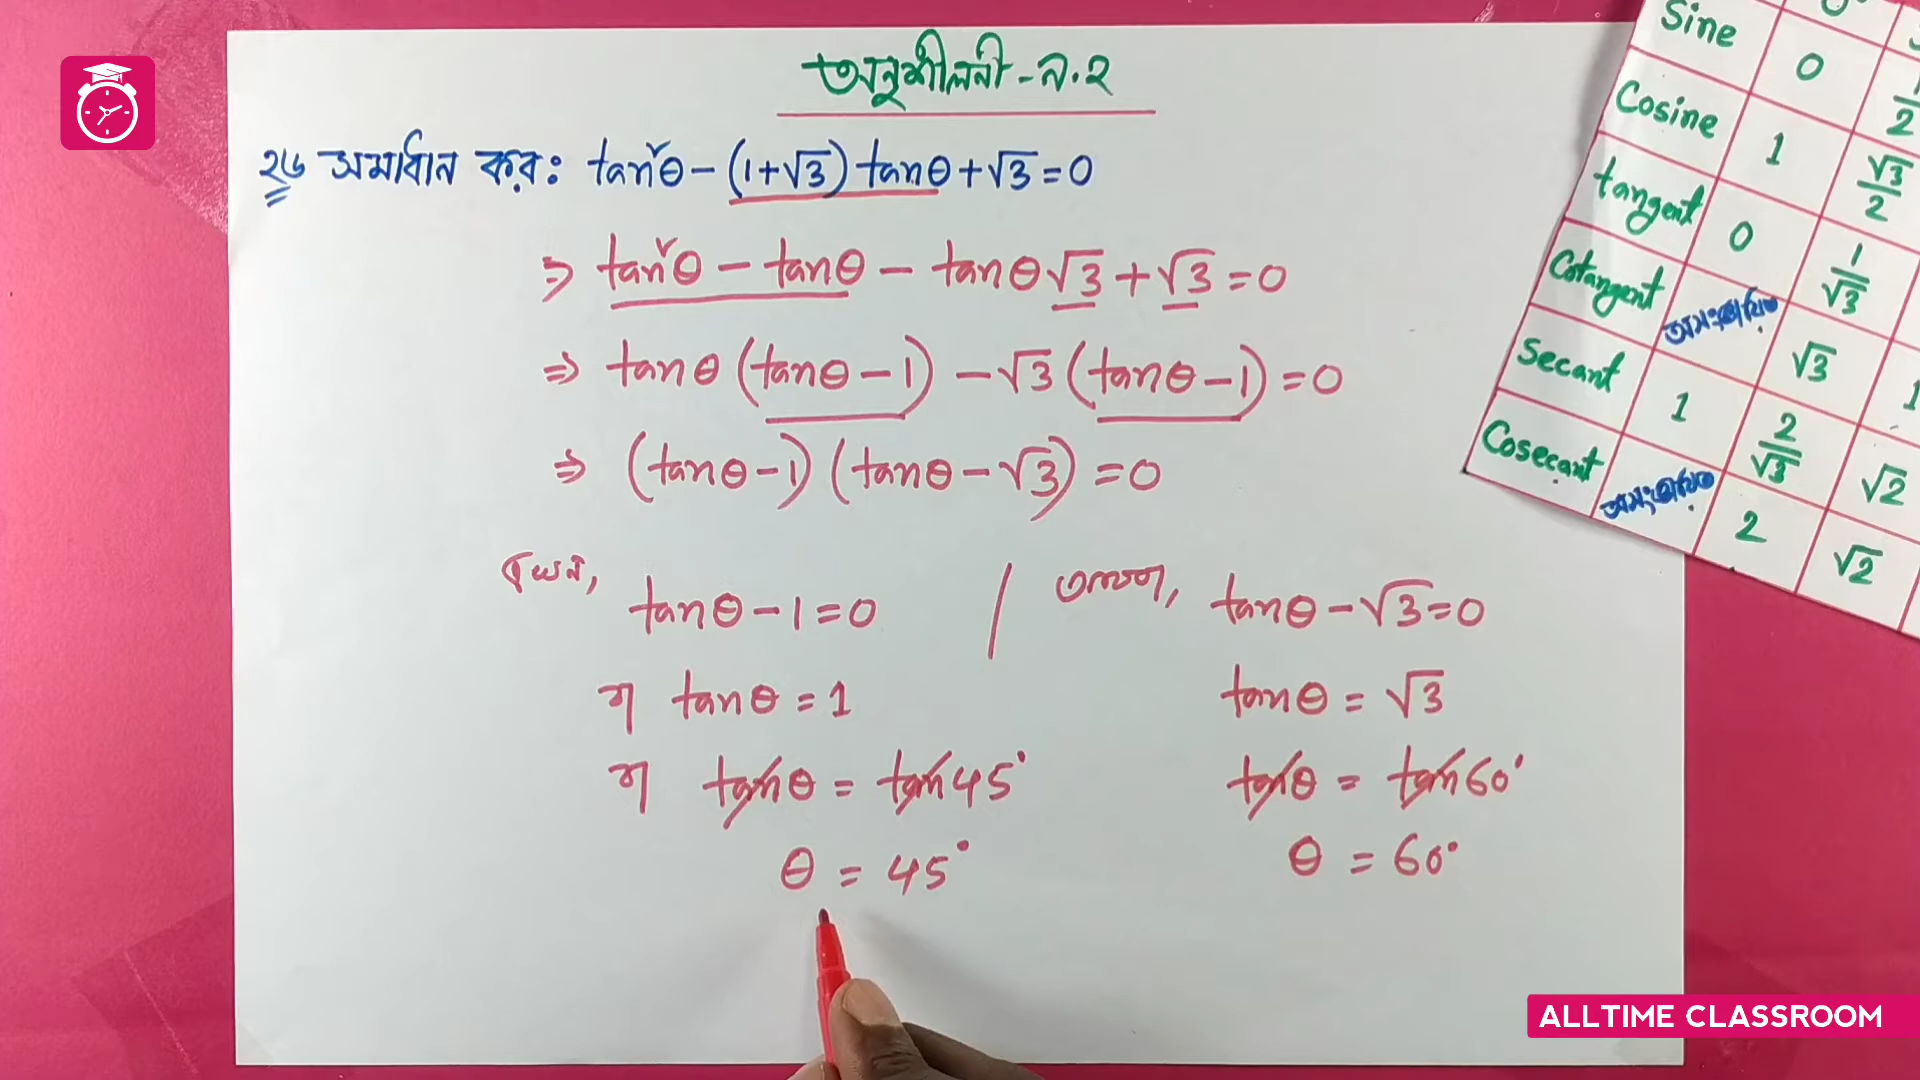 অনুশীলনী-৯.২
২৬ সমাধান কর: tan²θ - (1+√3) tanθ + √3 = 0
⇒ tan²θ - tanθ - tanθ√3 + √3 = 0
⇒ tanθ (tanθ - 1) - √3 (tanθ - 1) = 0
⇒ (tanθ - 1) (tanθ - √3) = 0
tanθ - 1 = 0 / অথবা, tanθ - √3 = 0
বা tanθ = 1 tanθ = √3
বা tanθ = tan45° tanθ = tan60°
θ = 45° θ = 60°
Sine 0 1/2
Cosine 1 √3/2
tangent 0 1/√3
Cotangent অসংজ্ঞায়িত √3 1
Secant 1 2/√3 √2
Cosecant অসংজ্ঞায়িত 2 √2
ALLTIME CLASSROOM